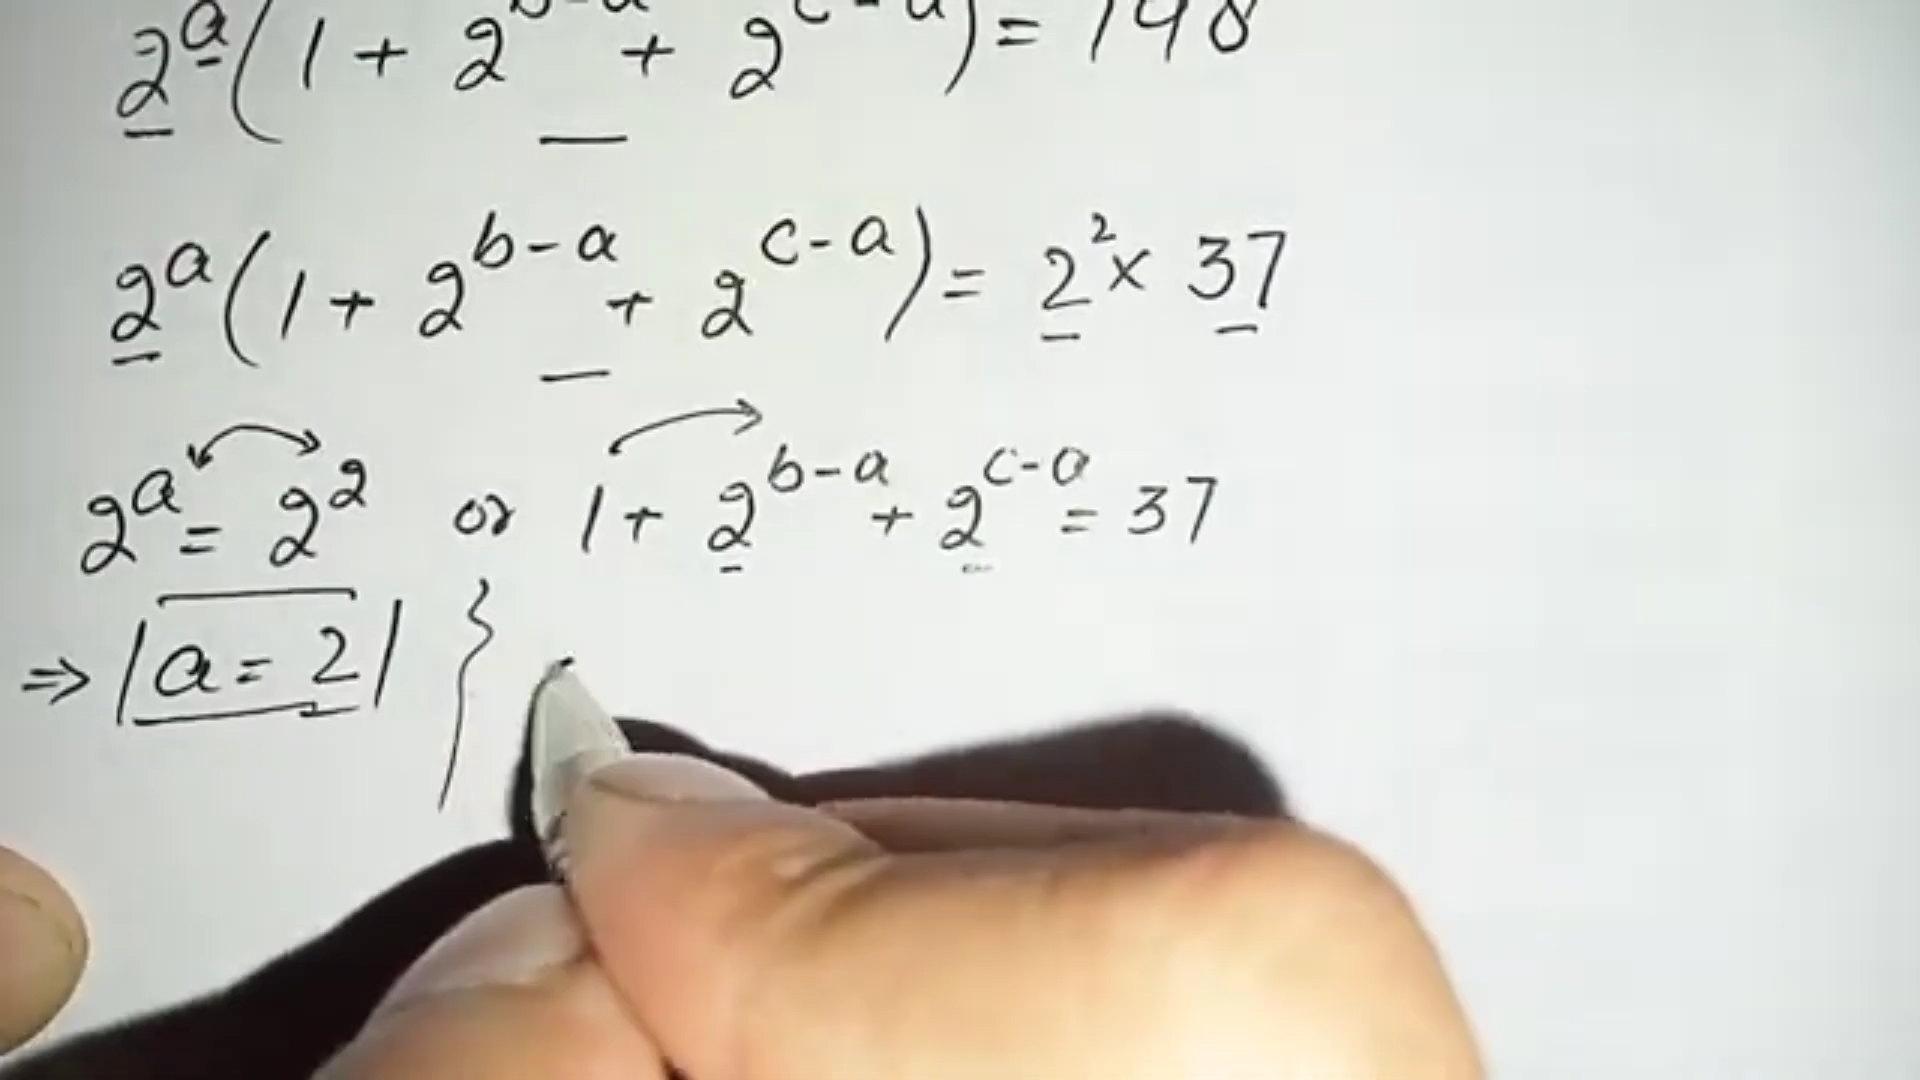 2^a(1 + 2^{b-a} + 2^{c-a}) = 148
2^a(1 + 2^{b-a} + 2^{c-a}) = 2^2 × 37
2^a = 2^2 or 1 + 2^{b-a} + 2^{c-a} = 37
⇒ |a = 2| }